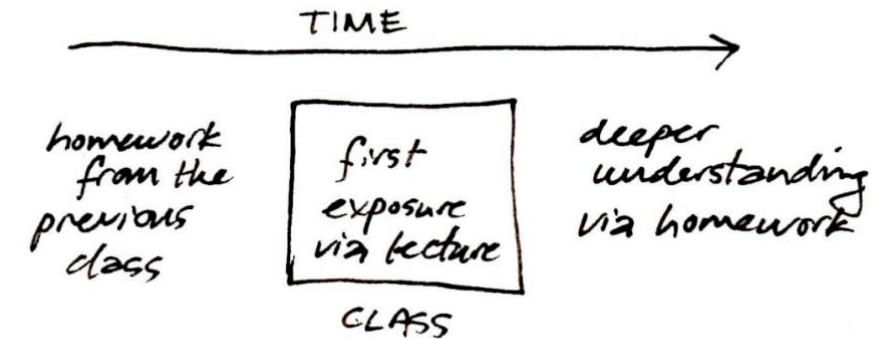 TIME
homework
from the
previous
class
first
exposure
via lecture
CLASS
deeper
understanding
via homework